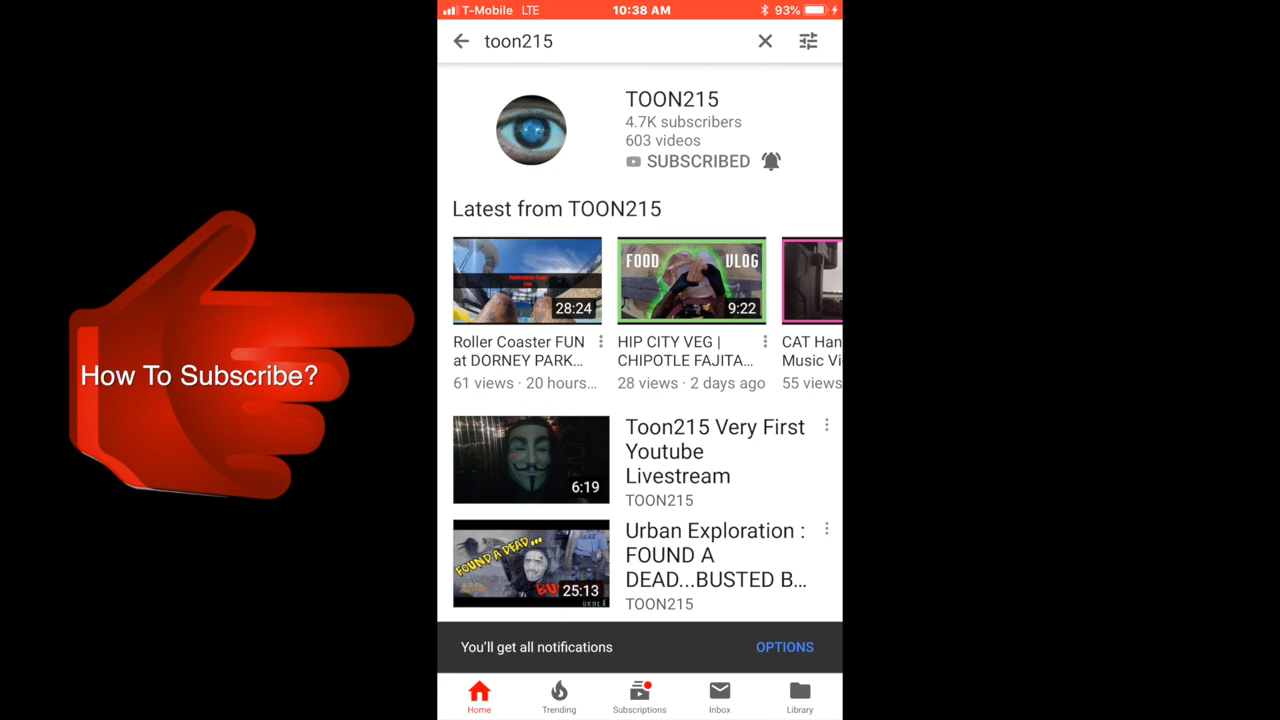 T-Mobile LTE 10:38 AM 93%
toon215
TOON215
4.7K subscribers
603 videos
SUBSCRIBED
Latest from TOON215
28:24
FOOD VLOG
9:22
Roller Coaster FUN
at DORNEY PARK...
61 views · 20 hours...
HIP CITY VEG |
CHIPOTLE FAJITA...
28 views · 2 days ago
CAT Han
Music Vi
55 views
How To Subscribe?
6:19
Toon215 Very First
Youtube
Livestream
TOON215
FOUND A DEAD...
BU
25:13
Urban Exploration :
FOUND A
DEAD...BUSTED B...
TOON215
You'll get all notifications
OPTIONS
Home
Trending
Subscriptions
Inbox
Library